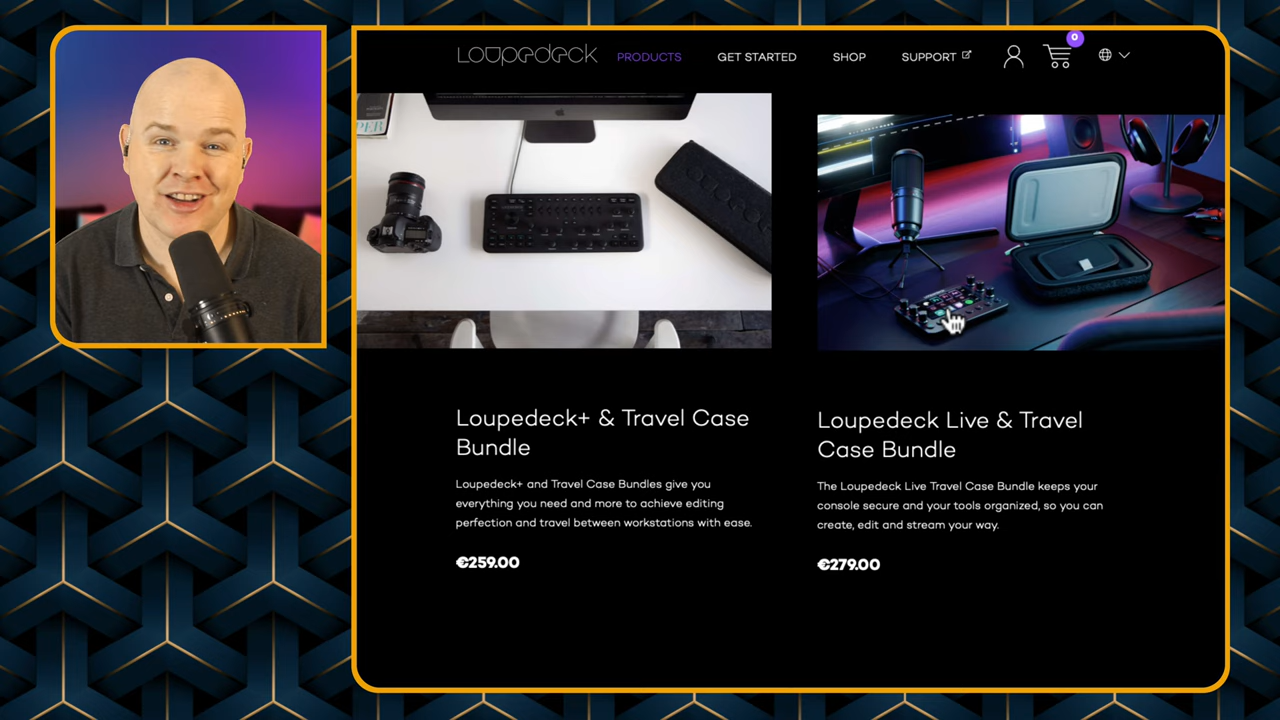 Loupedeck PRODUCTS GET STARTED SHOP SUPPORT 0
Loupedeck+ & Travel Case
Bundle
Loupedeck+ and Travel Case Bundles give you
everything you need and more to achieve editing
perfection and travel between workstations with ease.
€259.00
Loupedeck Live & Travel
Case Bundle
The Loupedeck Live Travel Case Bundle keeps your
console secure and your tools organized, so you can
create, edit and stream your way.
€279.00